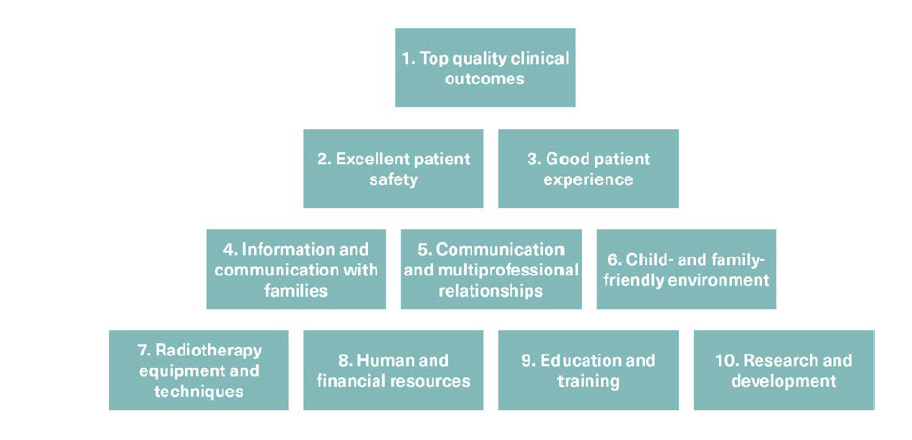 1. Top quality clinical
outcomes
2. Excellent patient
safety
3. Good patient
experience
4. Information and
communication with
families
5. Communication
and multiprofessional
relationships
6. Child- and family-
friendly environment
7. Radiotherapy
equipment and
techniques
8. Human and
financial resources
9. Education and
training
10. Research and
development